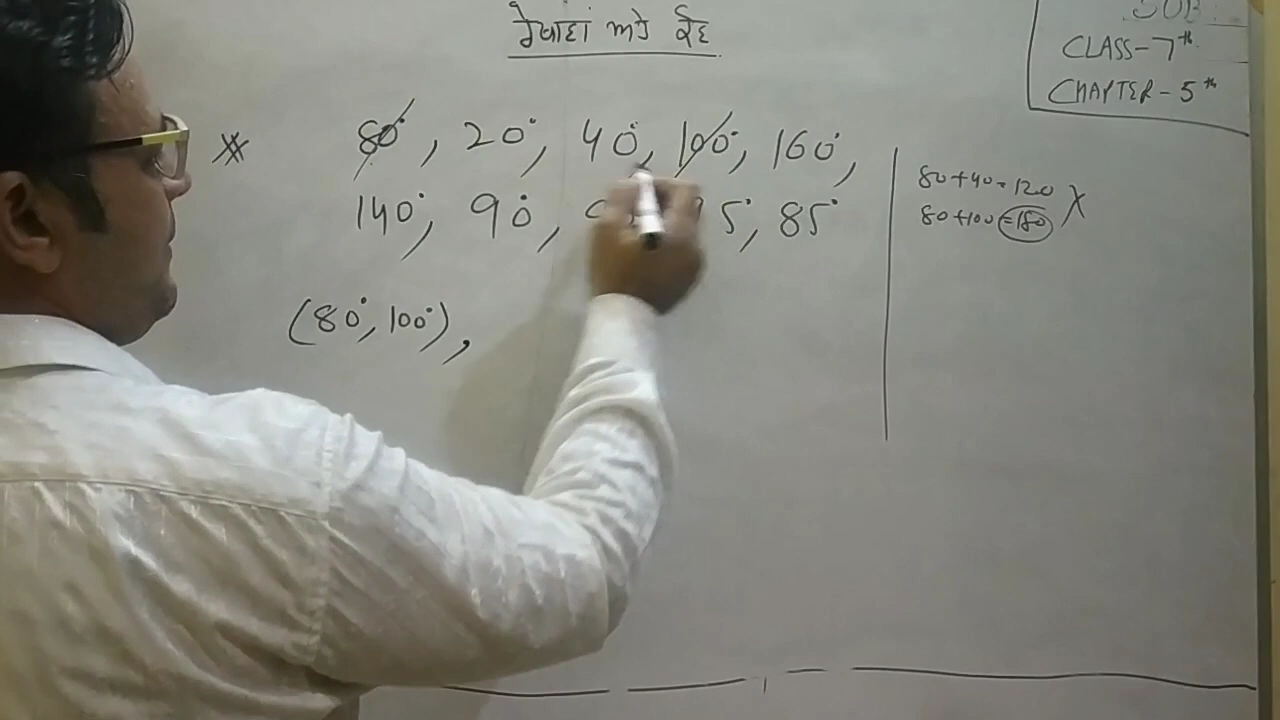 ਰੇਖਾਵਾਂ ਅਤੇ ਕੋਣ
CLASS-7th
CHAPTER-5th
80°, 20°, 40°, 100°, 160°,
140°, 90°, 5°, 85°
(80°, 100°),
80+40=120 X
80+100=180